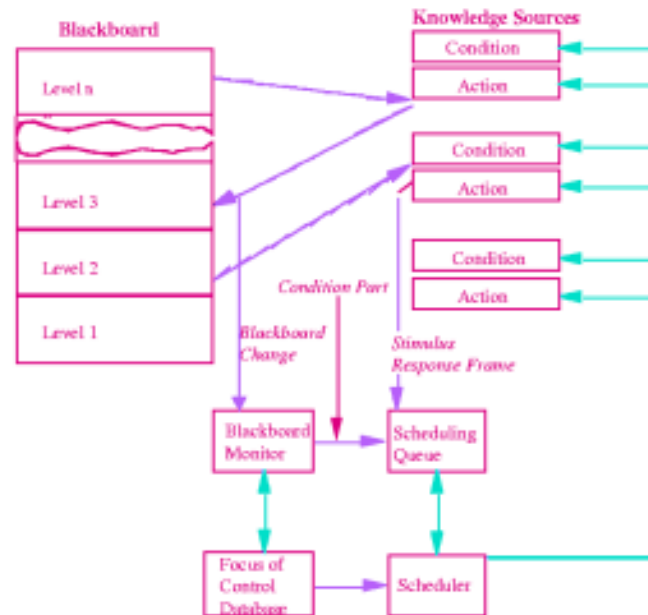 Blackboard
Knowledge Sources
Level n
Level 3
Level 2
Level 1
Condition
Action
Condition
Action
Condition
Action
Condition Part
Blackboard
Change
Stimulus
Response Frame
Blackboard
Monitor
Scheduling
Queue
Focus of
Control
Database
Scheduler